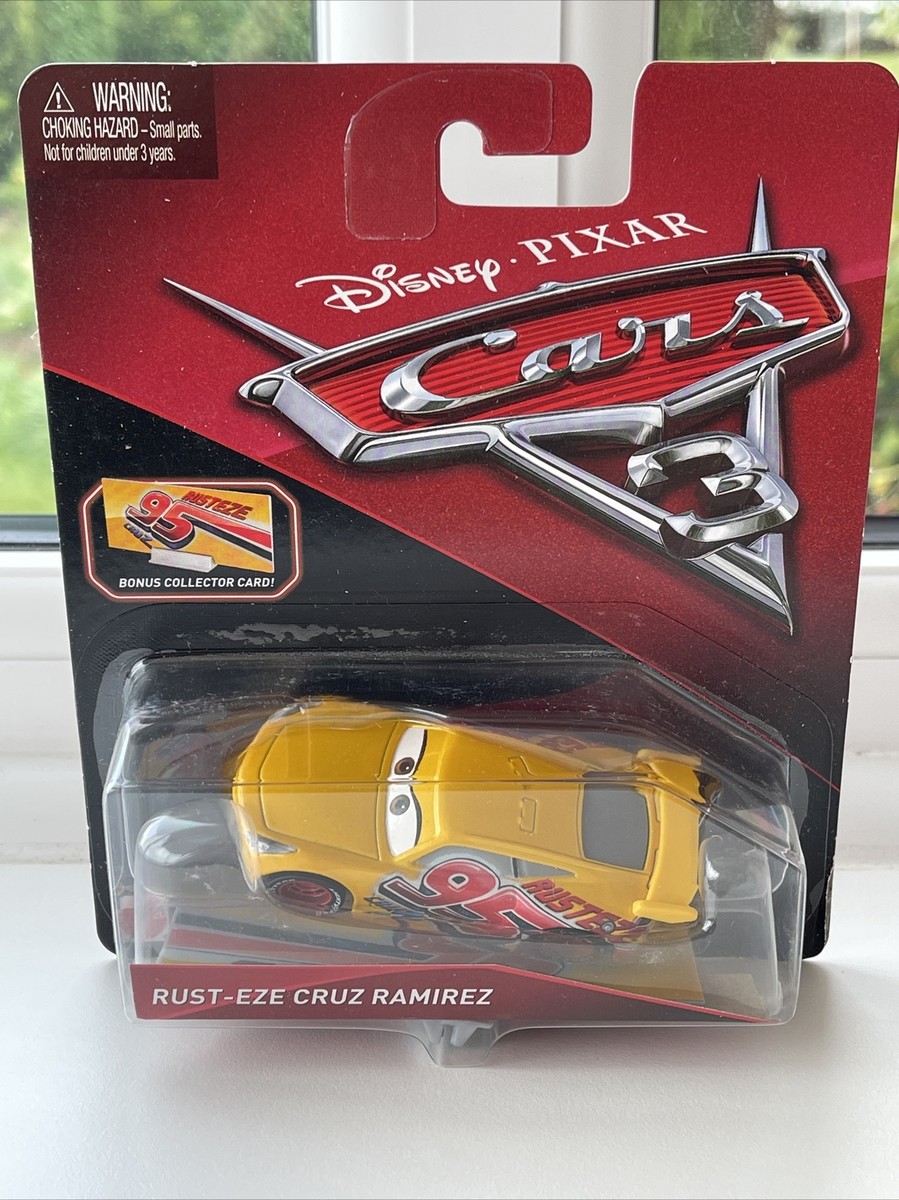 WARNING:
CHOKING HAZARD – Small parts.
Not for children under 3 years.
DISNEY · PIXAR
Cars
3
RUSTEZE
95
BONUS COLLECTOR CARD!
95
RUSTEZE
RUST-EZE CRUZ RAMIREZ